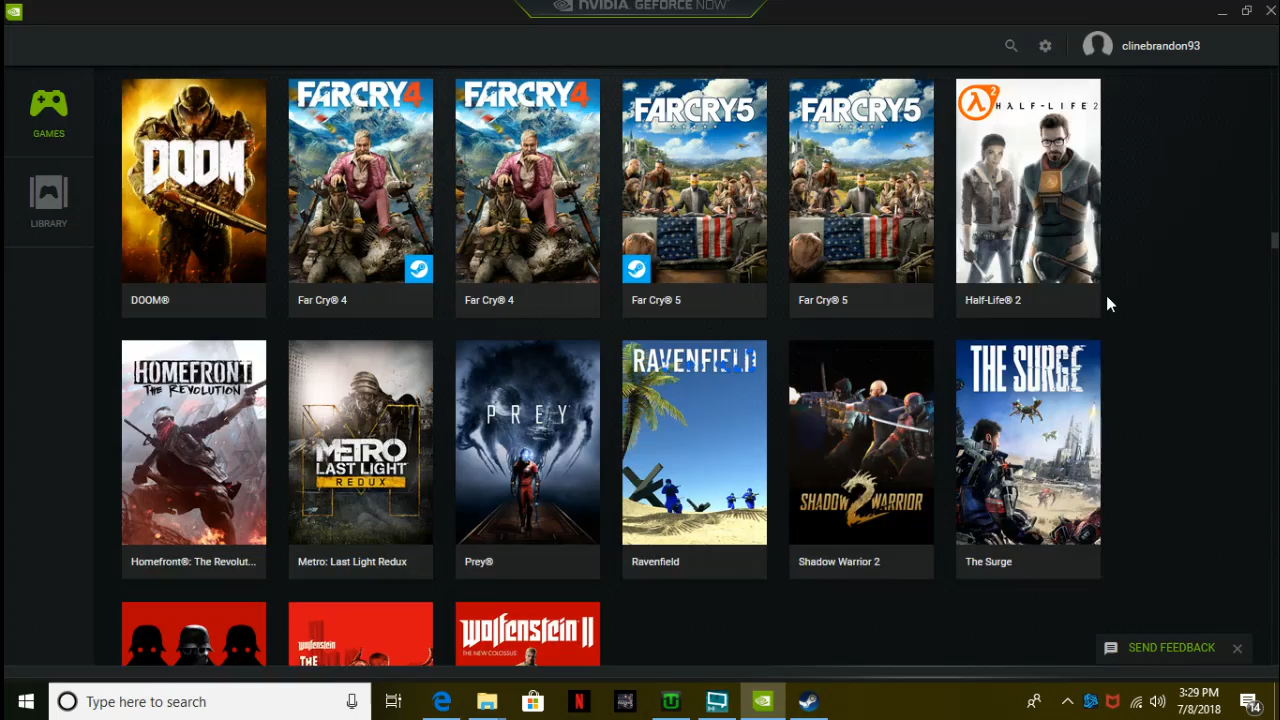 NVIDIA. GEFORCE NOW
clinebrandon93
GAMES
LIBRARY
DOOM
FARCRY4
FARCRY4
FARCRY5
FARCRY5
HALF-LIFE 2
DOOM®
Far Cry® 4
Far Cry® 4
Far Cry® 5
Far Cry® 5
Half-Life® 2
HOMEFRONT
THE REVOLUTION
METRO
LAST LIGHT
REDUX
PREY
RAVENFIELD
SHADOW WARRIOR
2
THE SURGE
Homefront®: The Revolut...
Metro: Last Light Redux
Prey®
Ravenfield
Shadow Warrior 2
The Surge
Wolfenstein
THE
Wolfenstein II
THE NEW COLOSSUS
SEND FEEDBACK
Type here to search
3:29 PM
7/8/2018
14